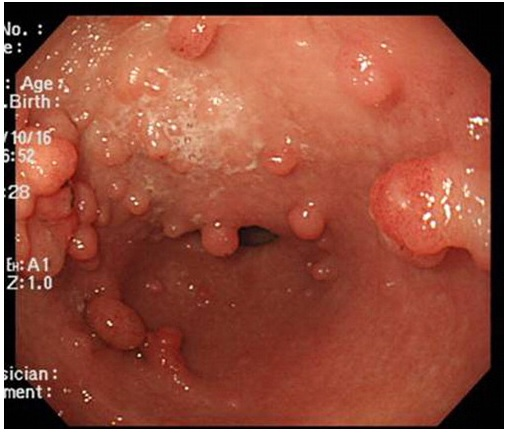 No. :
e:
: Age
.Birth:
/10/16
5:52
:28
EH:A1
Z:1.0
sician:
ment: